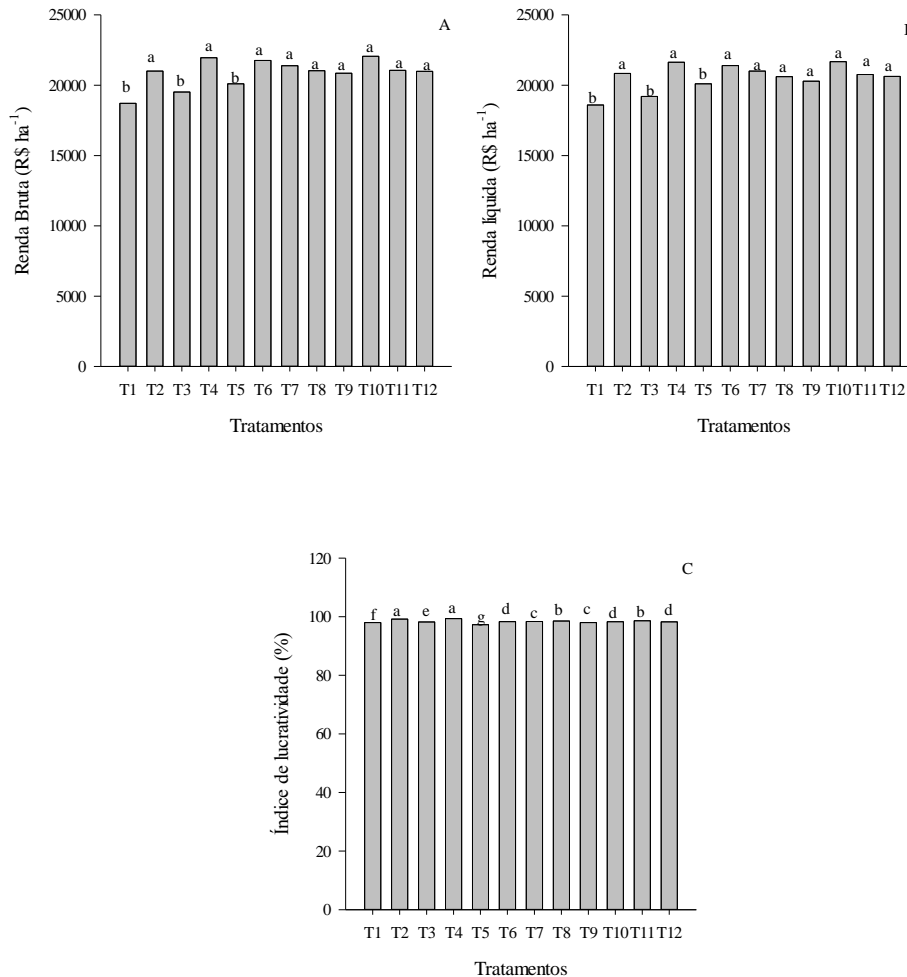 A
Renda Bruta (R$ ha-1)
25000
20000
15000
10000
5000
0
b a b a b a a a a a a a
T1 T2 T3 T4 T5 T6 T7 T8 T9 T10 T11 T12
Tratamentos
Renda líquida (R$ ha-1)
25000
20000
15000
10000
5000
0
b a b a b a a a a a a a
T1 T2 T3 T4 T5 T6 T7 T8 T9 T10 T11 T12
Tratamentos
C
Índice de lucratividade (%)
120
100
80
60
40
20
0
f a e a g d c b c d b d
T1 T2 T3 T4 T5 T6 T7 T8 T9 T10 T11 T12
Tratamentos